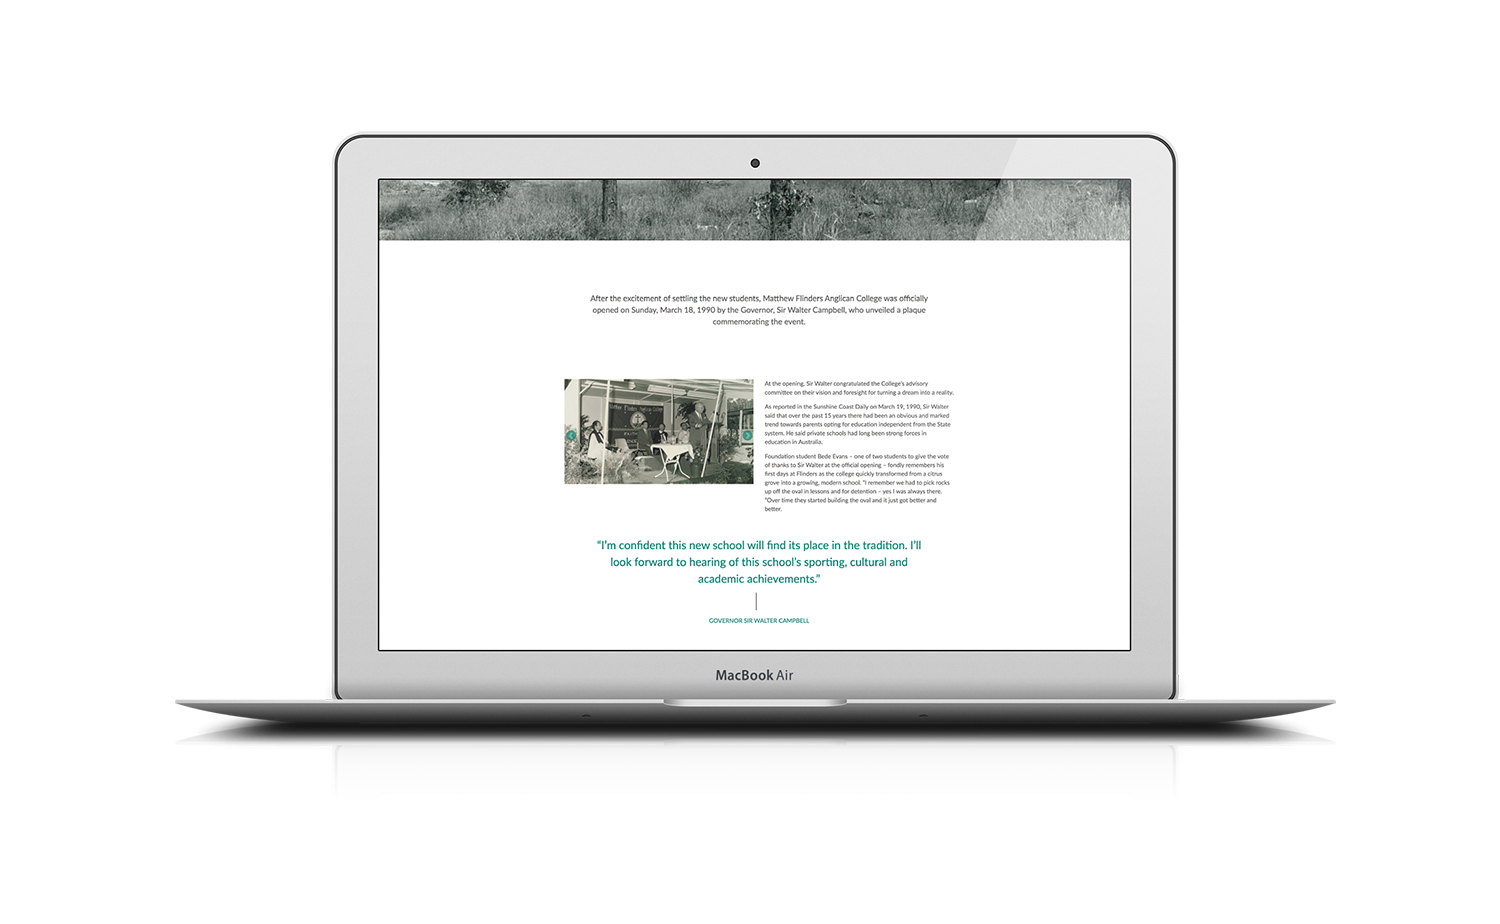 After the excitement of settling the new students, Matthew Flinders Anglican College was officially
opened on Sunday, March 18, 1990 by the Governor, Sir Walter Campbell, who unveiled a plaque
commemorating the event.
At the opening, Sir Walter congratulated the College's advisory
committee on their vision and foresight for turning a dream into a reality.
As reported in the Sunshine Coast Daily on March 19, 1990, Sir Walter
said that over the past 15 years there had been an obvious and marked
trend towards parents opting for education independent from the State
system. He said private schools had long been strong forces in
education in Australia.
Foundation student Bede Evans – one of two students to give the vote
of thanks to Sir Walter at the official opening – fondly remembers his
first days at Flinders as the college quickly transformed from a citrus
grove into a growing, modern school. "I remember we had to pick rocks
up off the oval in lessons and for detention – yes I was always there.
"Over time they started building the oval and it just got better and
better.
“I’m confident this new school will find its place in the tradition. I’ll
look forward to hearing of this school’s sporting, cultural and
academic achievements.”
GOVERNOR SIR WALTER CAMPBELL
MacBook Air